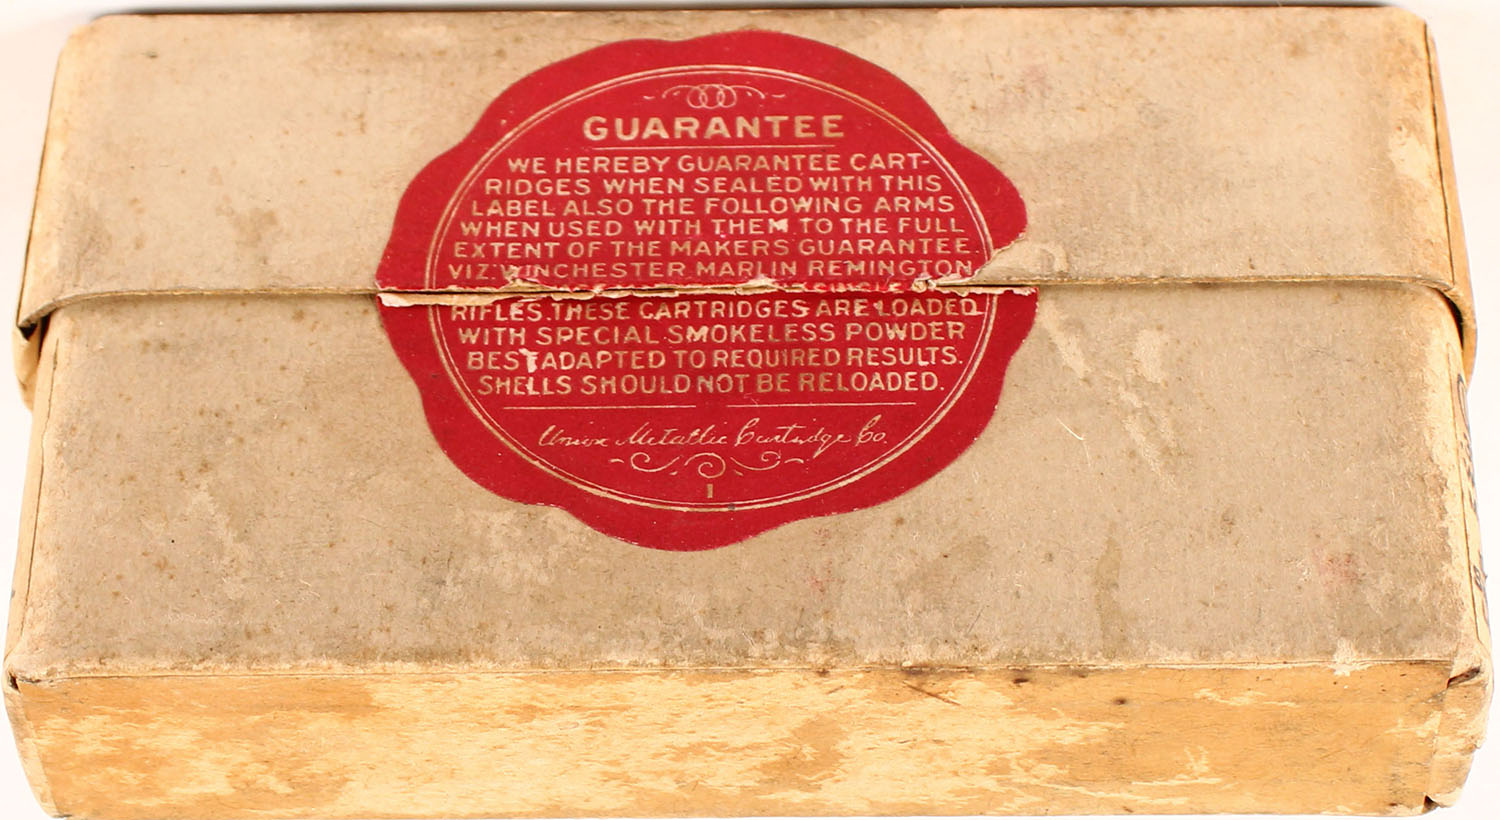 GUARANTEE
WE HEREBY GUARANTEE CART-
RIDGES WHEN SEALED WITH THIS
LABEL ALSO THE FOLLOWING ARMS
WHEN USED WITH THEM TO THE FULL
EXTENT OF THE MAKERS GUARANTEE.
VIZ. WINCHESTER MARLIN REMINGTON
RIFLES. THESE CARTRIDGES ARE LOADED
WITH SPECIAL SMOKELESS POWDER
BEST ADAPTED TO REQUIRED RESULTS.
SHELLS SHOULD NOT BE RELOADED.
Union Metallic Cartridge Co.
1